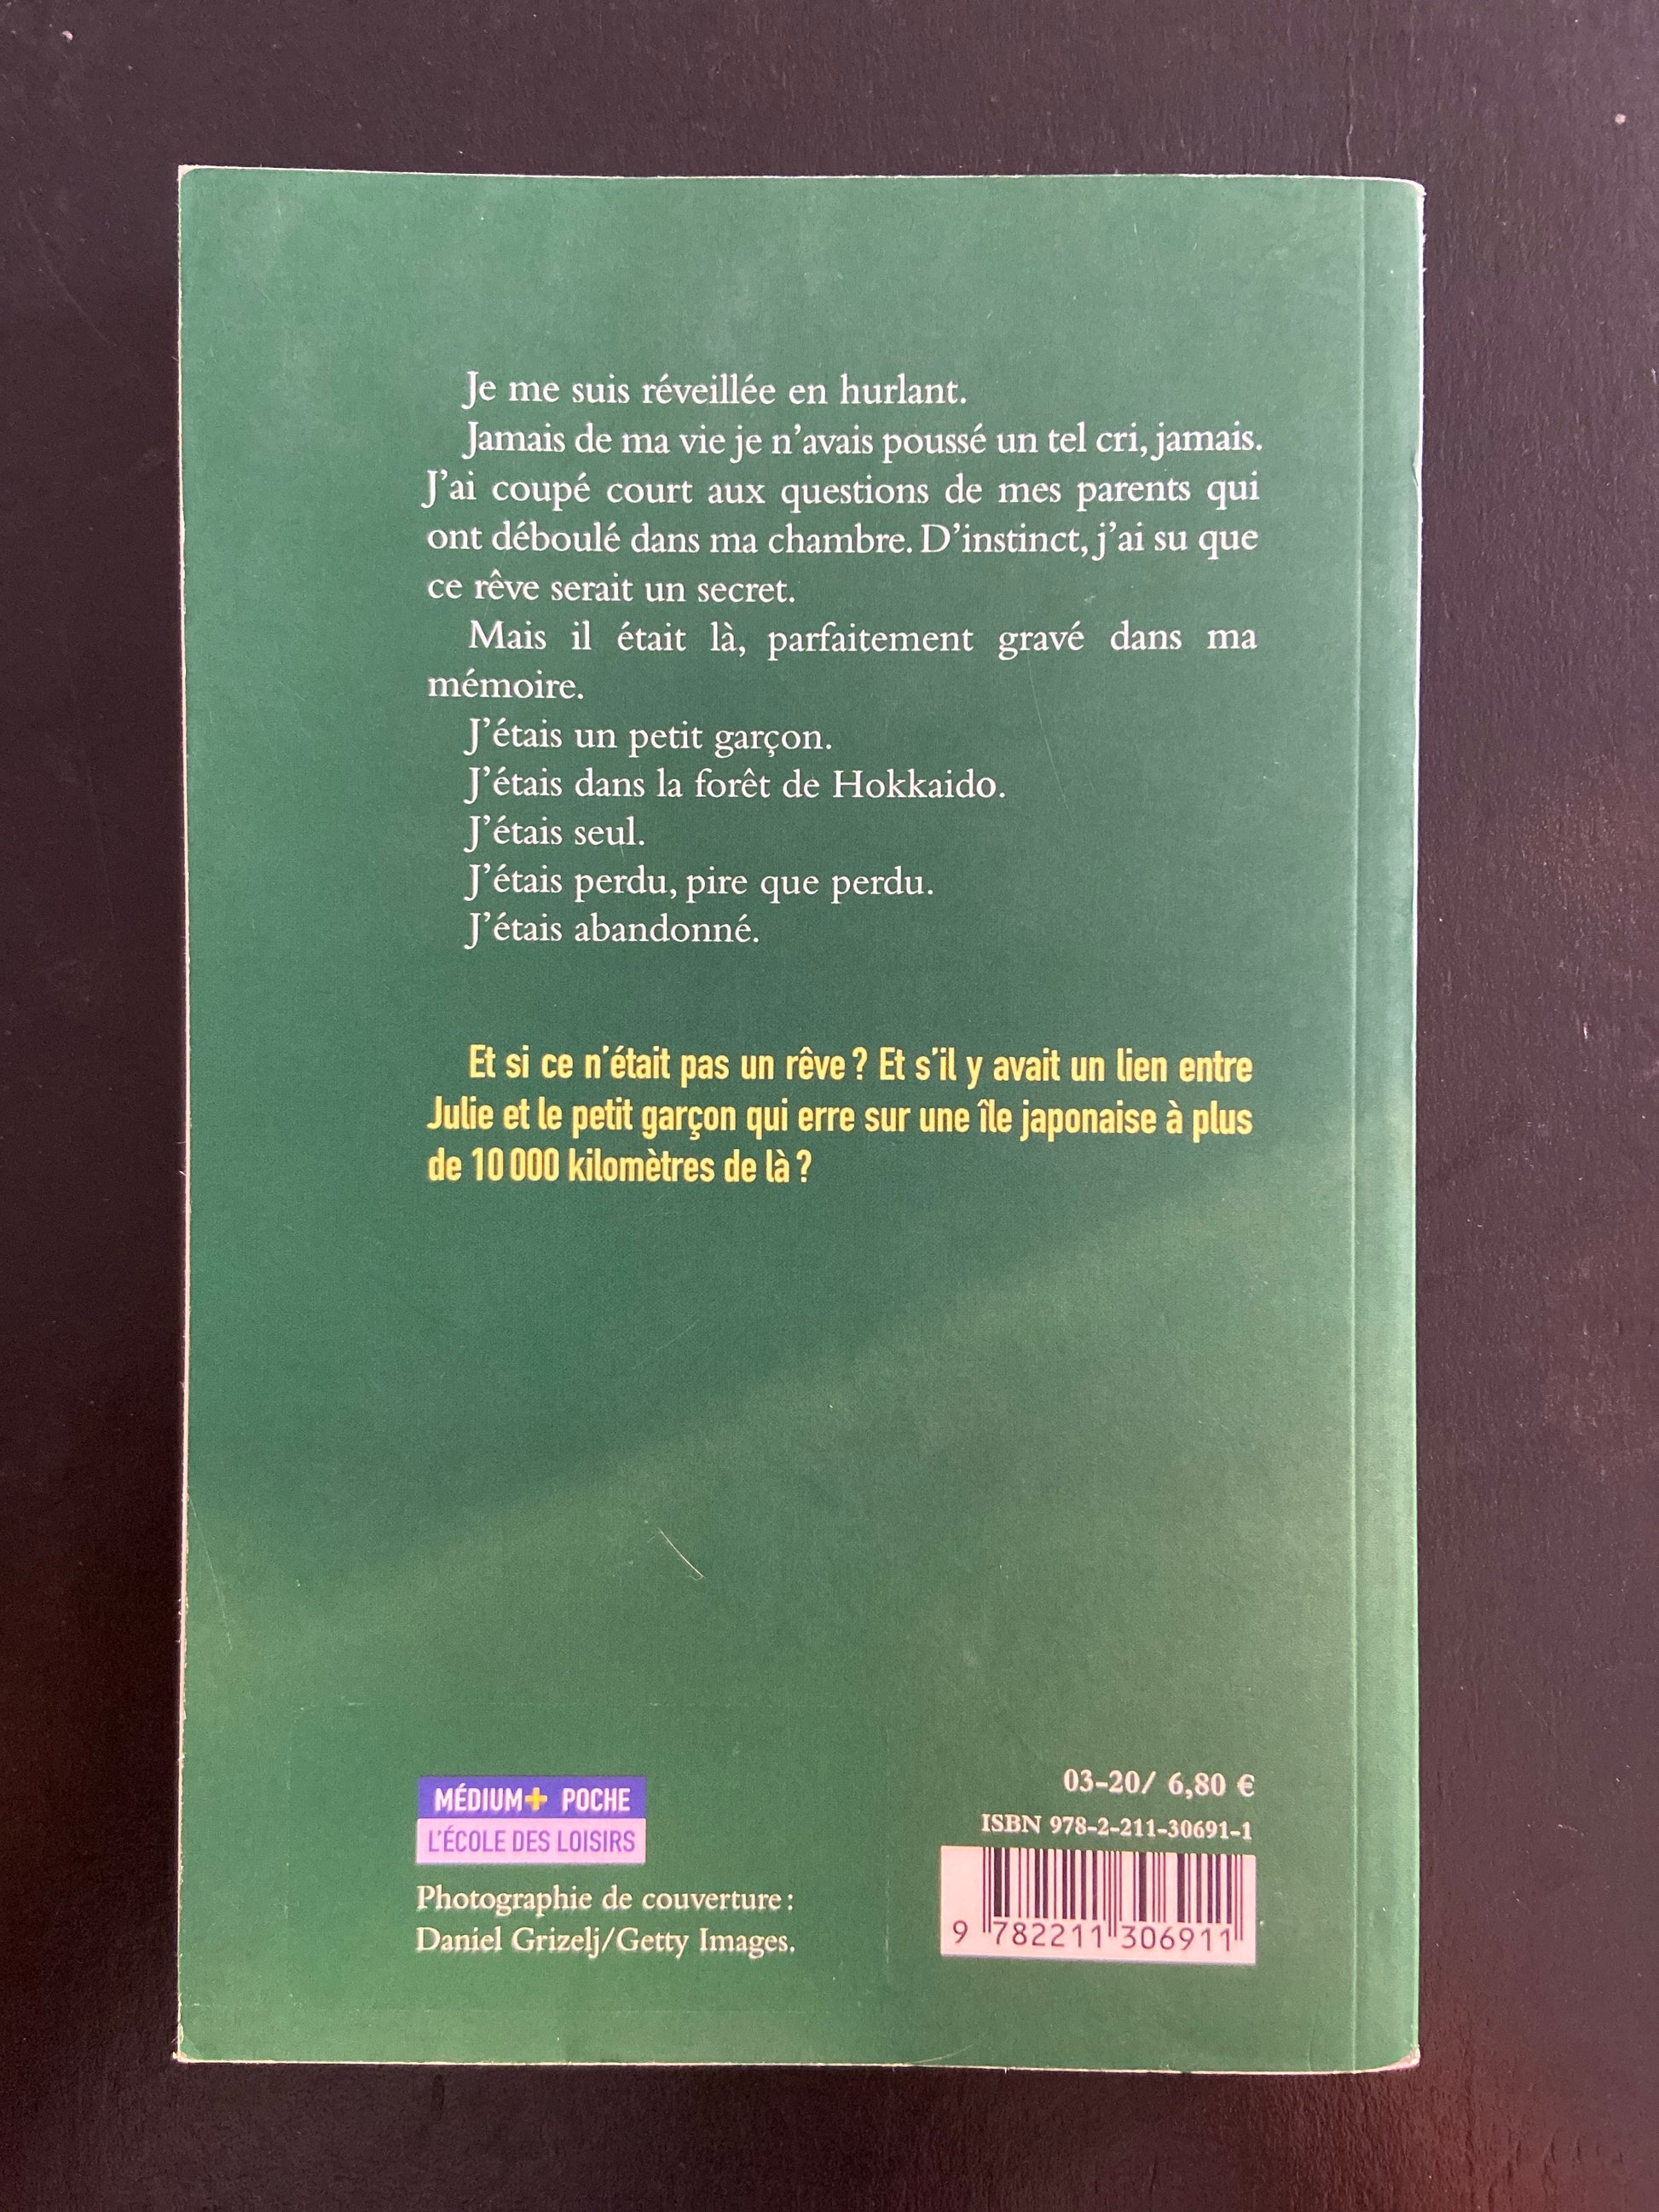 Je me suis réveillée en hurlant.
Jamais de ma vie je n'avais poussé un tel cri, jamais.
J'ai coupé court aux questions de mes parents qui
ont déboulé dans ma chambre. D'instinct, j'ai su que
ce rêve serait un secret.
Mais il était là, parfaitement gravé dans ma
mémoire.
J'étais un petit garçon.
J'étais dans la forêt de Hokkaido.
J'étais seul.
J'étais perdu, pire que perdu.
J'étais abandonné.
Et si ce n'était pas un rêve ? Et s'il y avait un lien entre
Julie et le petit garçon qui erre sur une île japonaise à plus
de 10 000 kilomètres de là ?
MÉDIUM+ POCHE
L'ÉCOLE DES LOISIRS
Photographie de couverture :
Daniel Grizelj/Getty Images.
03-20/ 6,80 €
ISBN 978-2-211-30691-1
9 782211 306911